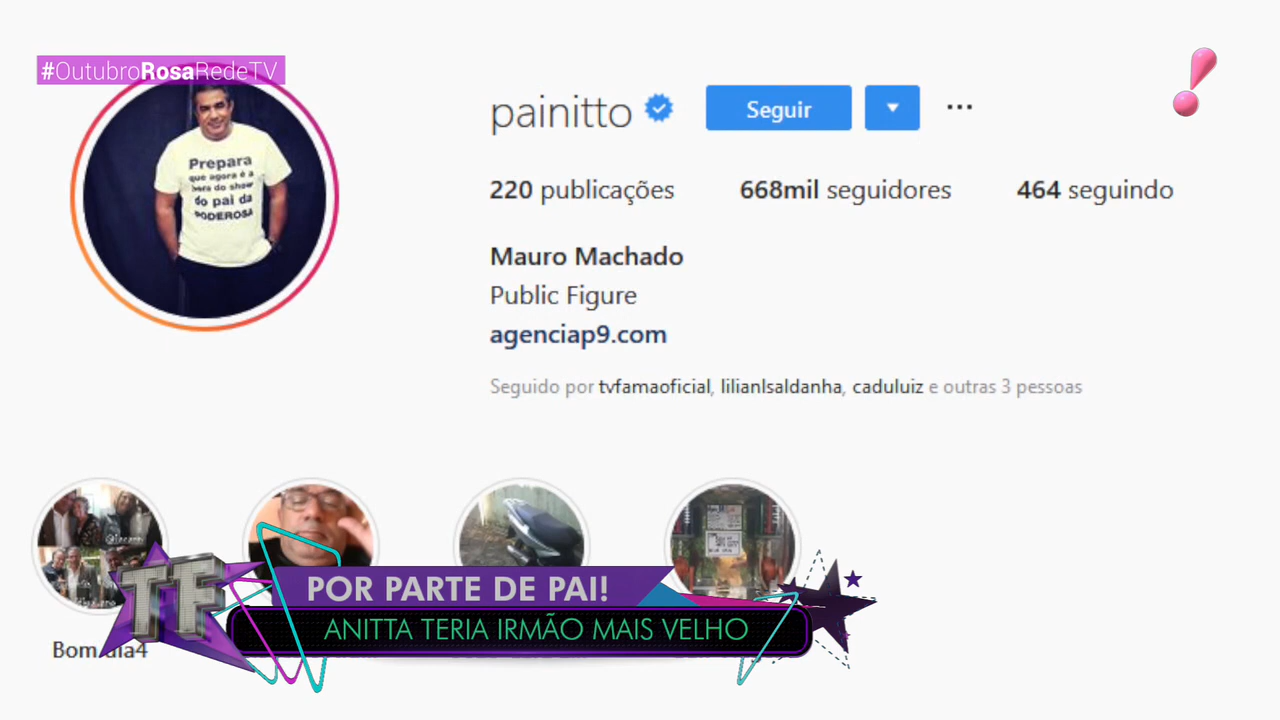 #OutubroRosaRedeTV
painitto
Seguir
220 publicações 668mil seguidores 464 seguindo
Prepara
que agora é a
hora do show
do pai da
PODEROSA
Mauro Machado
Public Figure
agenciap9.com
Seguido por tvfamaoficial, lilianlsaldanha, caduluiz e outras 3 pessoas
TF
POR PARTE DE PAI!
ANITTA TERIA IRMÃO MAIS VELHO
Bom dia4